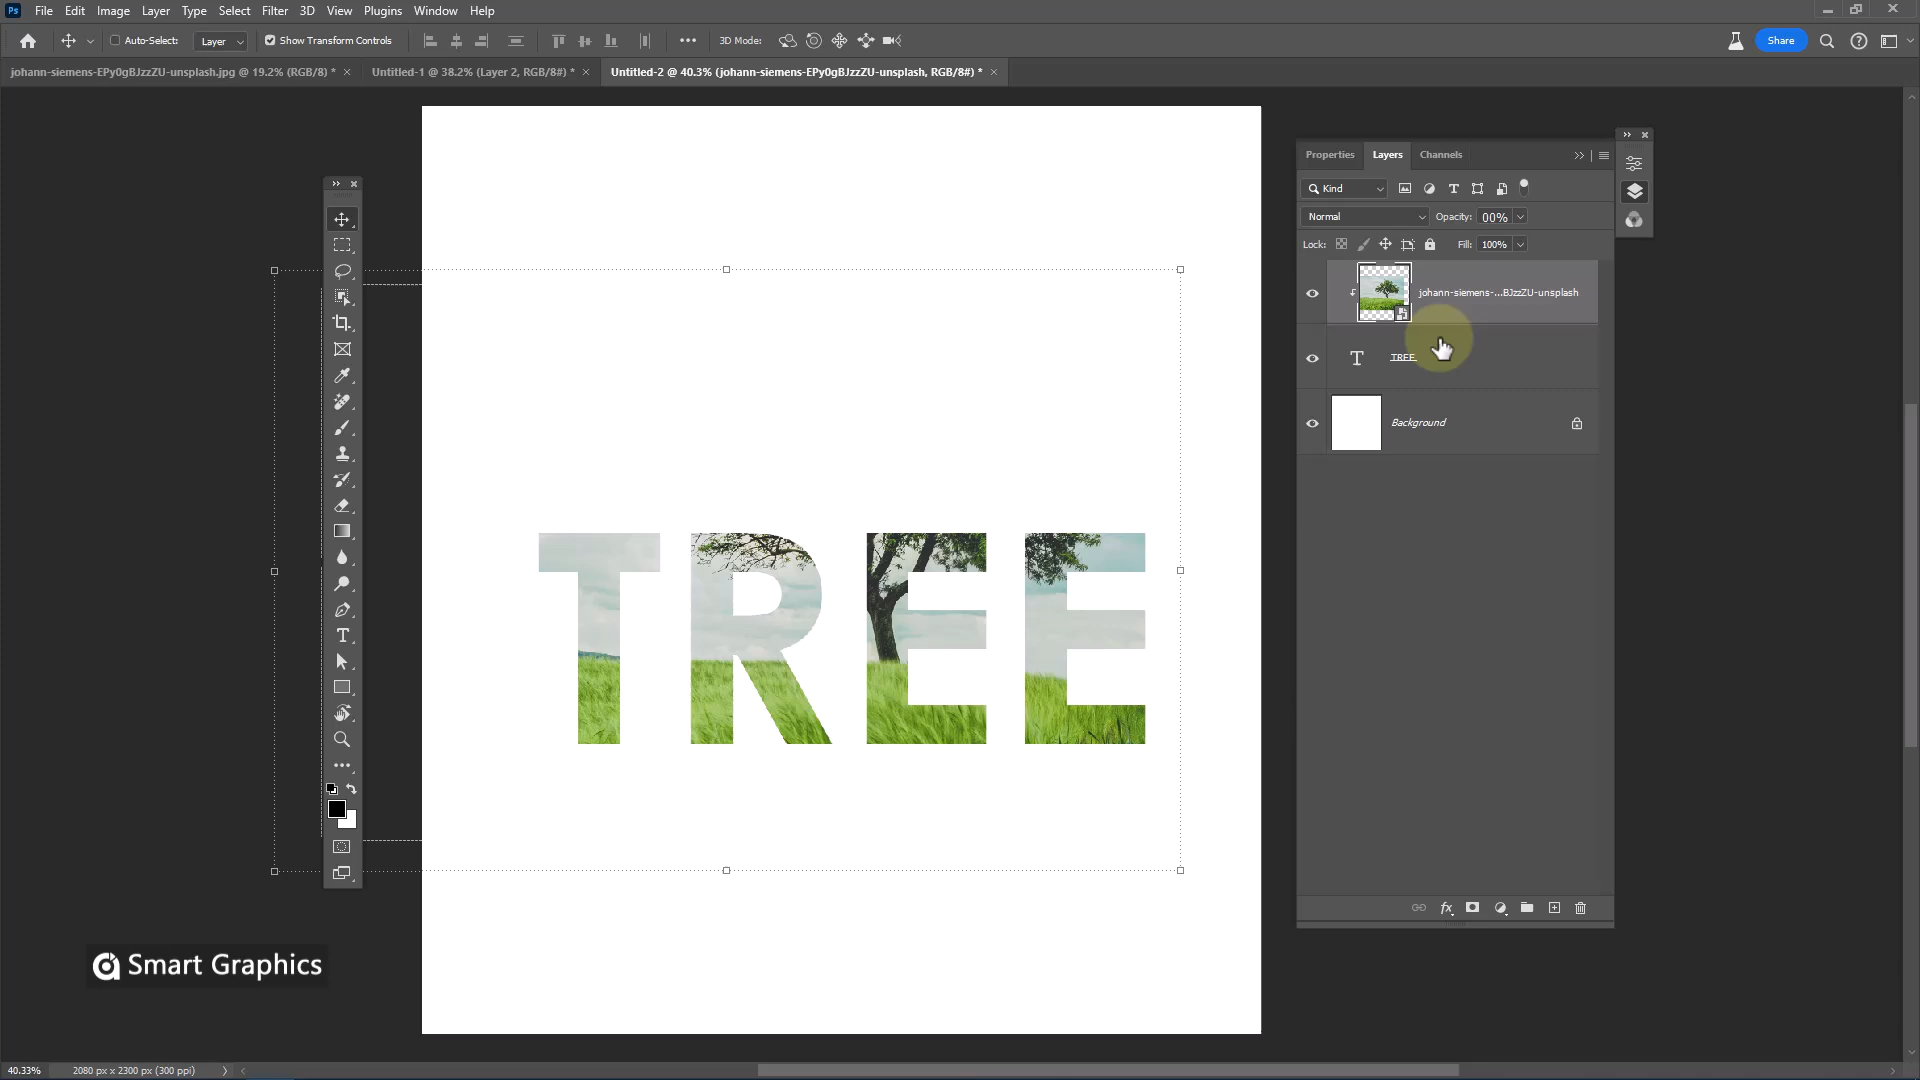 Ps File Edit Image Layer Type Select Filter 3D View Plugins Window Help
Auto-Select: Layer Show Transform Controls 3D Mode: Share
johann-siemens-EPy0gBJzzZU-unsplash.jpg @ 19.2% (RGB/8) * × Untitled-1 @ 38.2% (Layer 2, RGB/8#) * × Untitled-2 @ 40.3% (johann-siemens-EPy0gBJzzZU-unsplash, RGB/8#) * ×
Properties Layers Channels
Kind
Normal Opacity: 00%
Lock: Fill: 100%
johann-siemens-...BJzzZU-unsplash
T TREE
Background
TREE
fx
Smart Graphics
40.33% 2080 px x 2300 px (300 ppi)